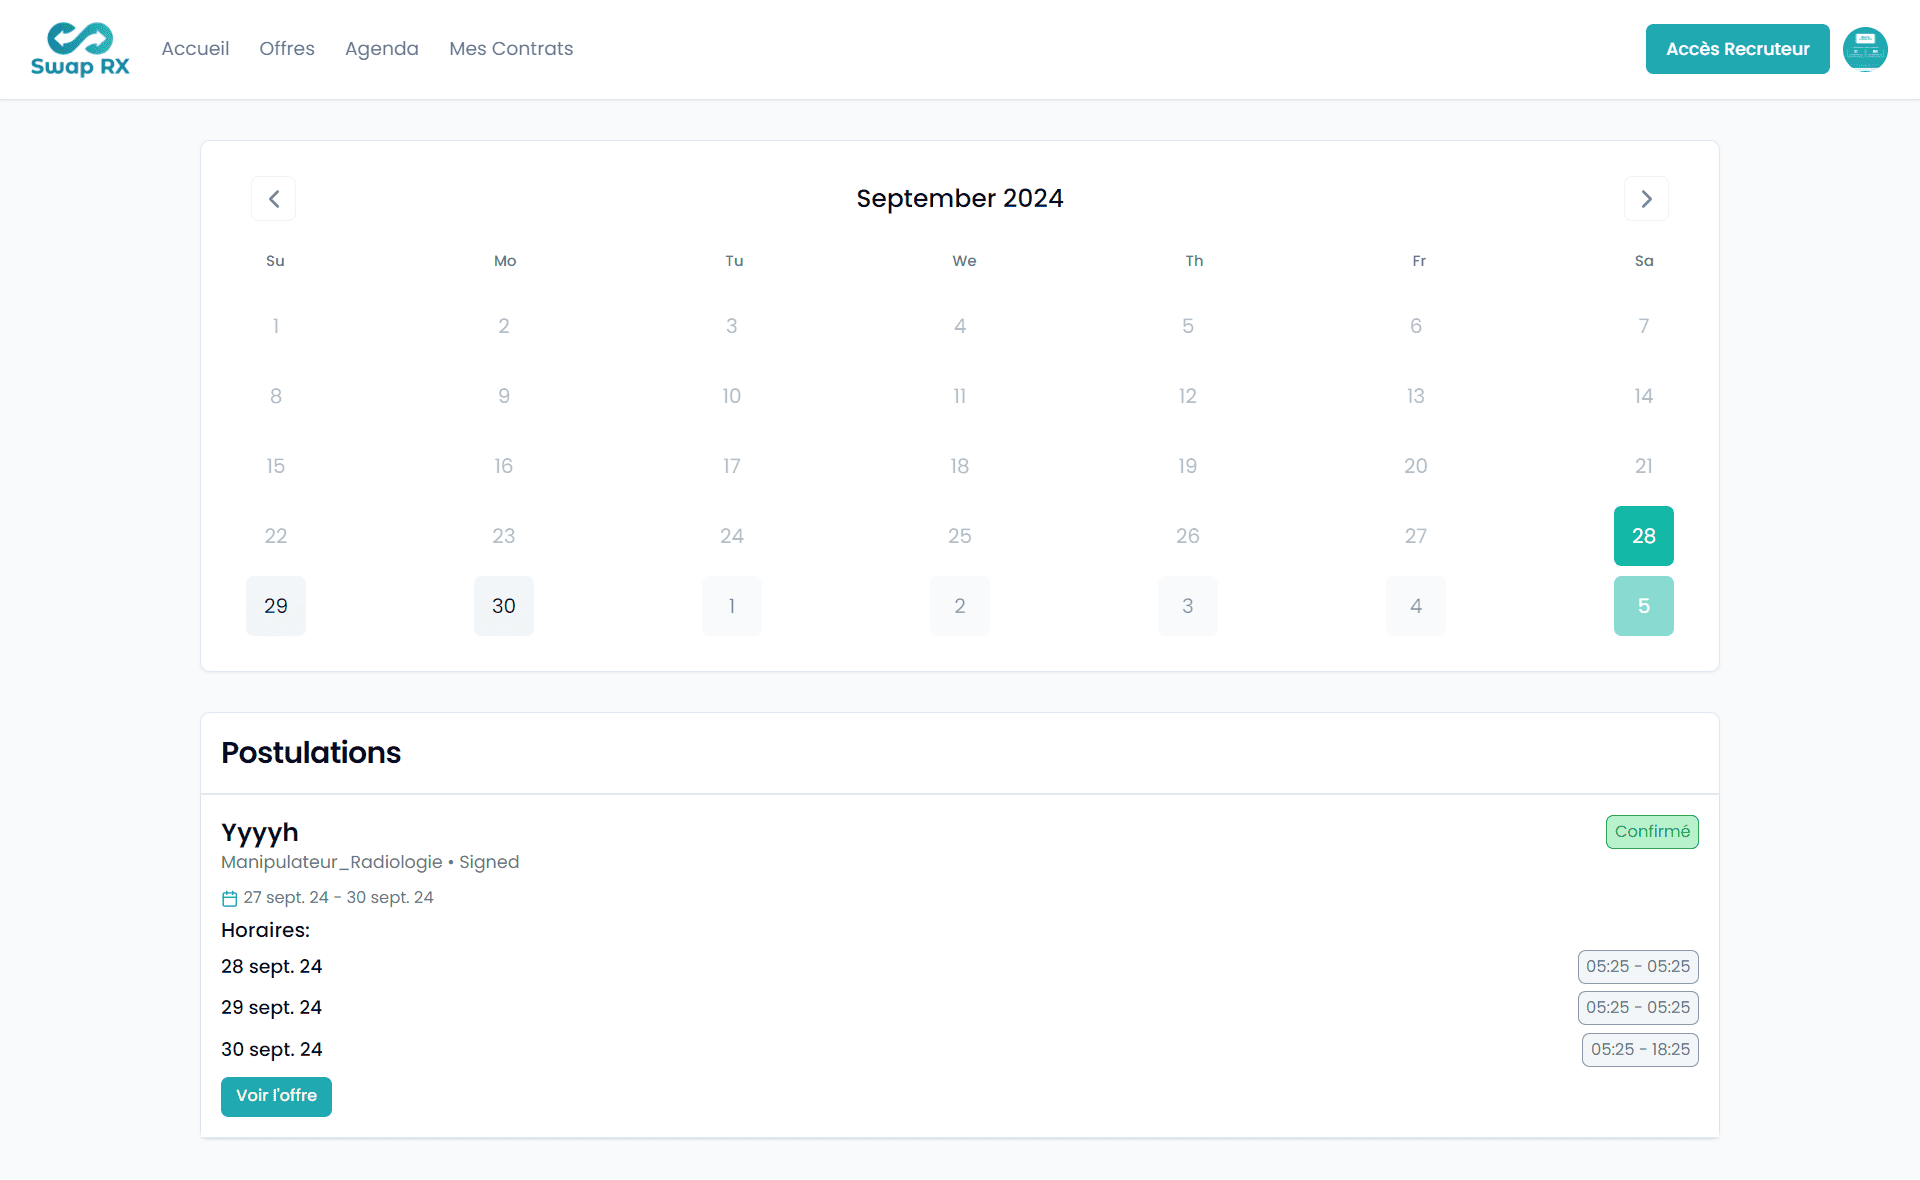 Swap RX
Accueil Offres Agenda Mes Contrats
Accès Recruteur
September 2024
Su Mo Tu We Th Fr Sa
1 2 3 4 5 6 7
8 9 10 11 12 13 14
15 16 17 18 19 20 21
22 23 24 25 26 27 28
29 30 1 2 3 4 5
Postulations
Yyyyh
Confirmé
Manipulateur_Radiologie • Signed
27 sept. 24 - 30 sept. 24
Horaires:
28 sept. 24 05:25 - 05:25
29 sept. 24 05:25 - 05:25
30 sept. 24 05:25 - 18:25
Voir l'offre